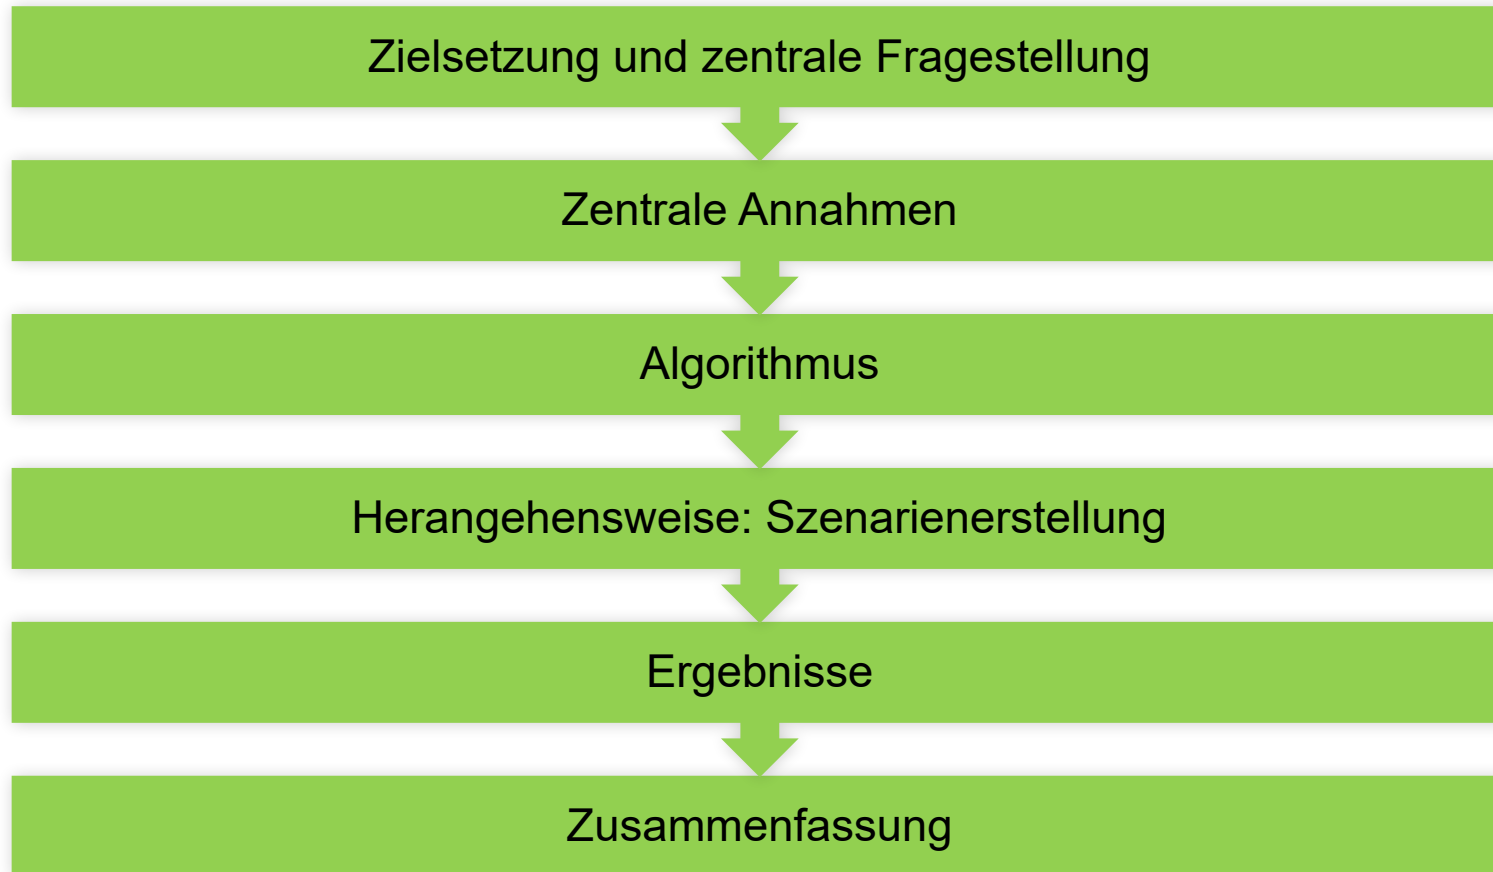 Zielsetzung und zentrale Fragestellung
Zentrale Annahmen
Algorithmus
Herangehensweise: Szenarienerstellung
Ergebnisse
Zusammenfassung